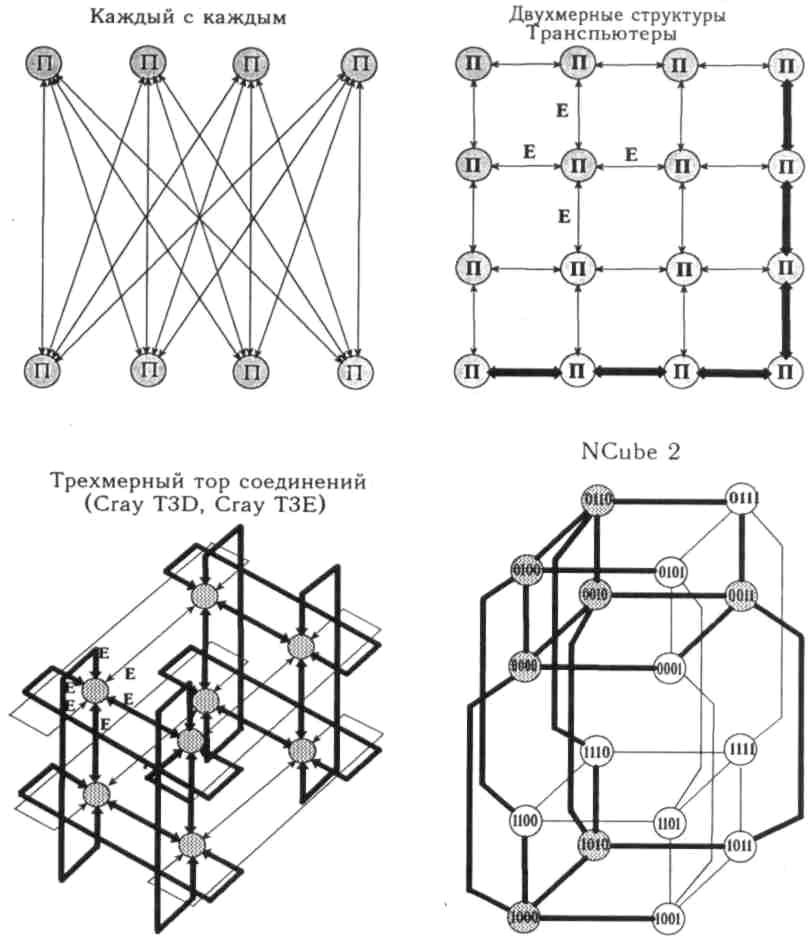 Каждый с каждым
П П П П
П П П П
Двухмерные структуры
Транспьютеры
П П П П
Е
Е Е
П П П П
Е
П П П П
П П П П
Трехмерный тор соединений
(Cray T3D, Cray T3E)
E
E
E
E
E
E
NCube 2
0110 0111
0100 0101
0010 0011
0000 0001
1110 1111
1100 1101
1010 1011
1000 1001